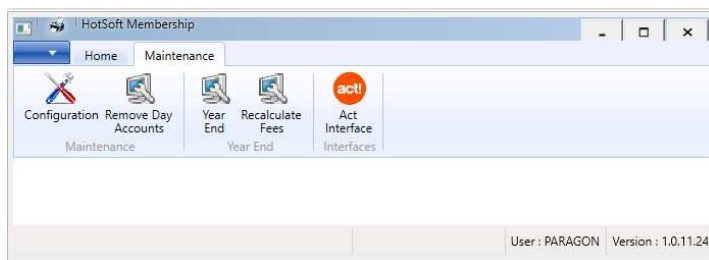 HotSoft Membership
Home Maintenance
act!
Configuration Remove Day Accounts Year End Recalculate Fees Act Interface
Maintenance Year End Interfaces
User : PARAGON Version : 1.0.11.24